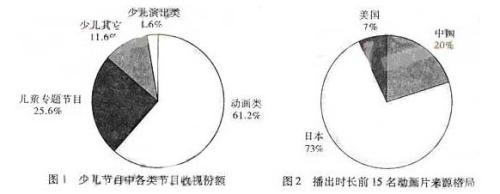 少儿演出类
1.6%
少儿其它
11.6%
儿童专题节目
25.6%
动画类
61.2%
图1 少儿节目中各类节目收视份额
美国
7%
中国
20%
日本
73%
图2 播出时长前15名动画片来源格局